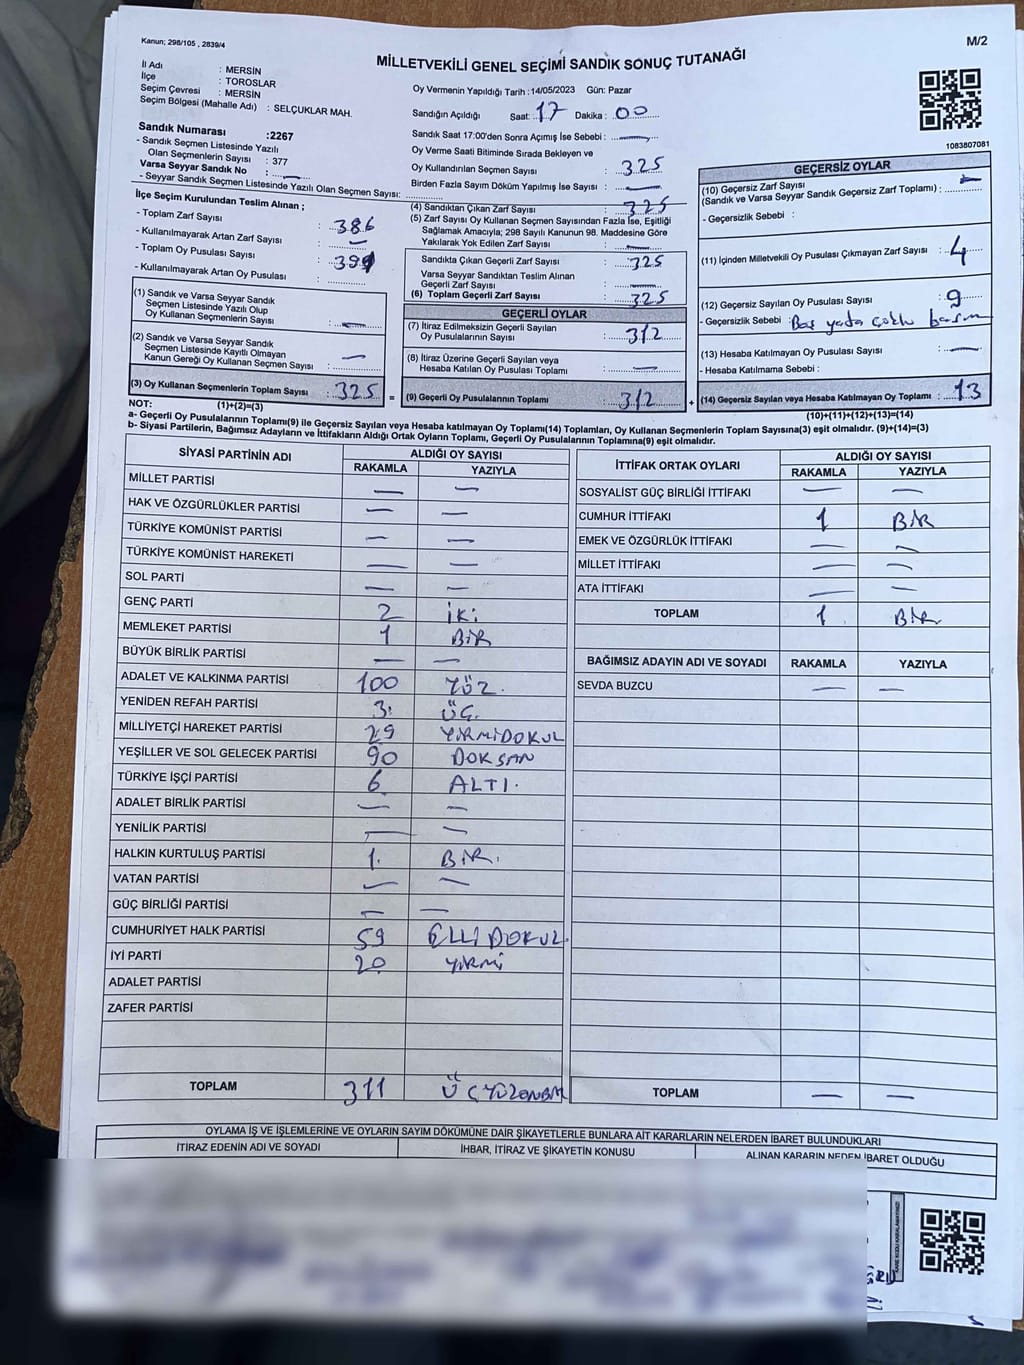 Kanun; 298/105 , 2839/4
M/2
MİLLETVEKİLİ GENEL SEÇİMİ SANDIK SONUÇ TUTANAĞI
İl Adı : MERSİN
İlçe : TOROSLAR
Seçim Çevresi : MERSİN
Seçim Bölgesi (Mahalle Adı) : SELÇUKLAR MAH.
Sandık Numarası :2267
- Sandık Seçmen Listesinde Yazılı
Olan Seçmenlerin Sayısı : 377
Varsa Seyyar Sandık No : —
- Seyyar Sandık Seçmen Listesinde Yazılı Olan Seçmen Sayısı:
Oy Vermenin Yapıldığı Tarih :14/05/2023 Gün: Pazar
Sandığın Açıldığı Saat: 17 Dakika : 00
Sandık Saat 17:00'den Sonra Açımış İse Sebebi : —
Oy Verme Saati Bitiminde Sırada Bekleyen ve
Oy Kullandırılan Seçmen Sayısı : 325
Birden Fazla Sayım Döküm Yapılmış İse Sayısı : —
1083807081
İlçe Seçim Kurulundan Teslim Alınan ;
- Toplam Zarf Sayısı : 386
- Kullanılmayarak Artan Zarf Sayısı : —
- Toplam Oy Pusulası Sayısı :
- Kullanılmayarak Artan Oy Pusulası :
(1) Sandık ve Varsa Seyyar Sandık
Seçmen Listesinde Yazılı Olup
Oy Kullanan Seçmenlerin Sayısı : —
(2) Sandık ve Varsa Seyyar Sandık
Seçmen Listesinde Kayıtlı Olmayan
Kanun Gereği Oy Kullanan Seçmen Sayısı : —
(3) Oy Kullanan Seçmenlerin Toplam Sayısı : 325 =
(4) Sandıktan Çıkan Zarf Sayısı : 325
(5) Zarf Sayısı Oy Kullanan Seçmen Sayısından Fazla İse, Eşitliği
Sağlamak Amacıyla; 298 Sayılı Kanunun 98. Maddesine Göre
Yakılarak Yok Edilen Zarf Sayısı : —
Sandıkta Çıkan Geçerli Zarf Sayısı : 325
Varsa Seyyar Sandıktan Teslim Alınan
Geçerli Zarf Sayısı : —
(6) Toplam Geçerli Zarf Sayısı : 325
GEÇERLİ OYLAR
(7) İtiraz Edilmeksizin Geçerli Sayılan
Oy Pusulalarının Sayısı : 312
(8) İtiraz Üzerine Geçerli Sayılan veya
Hesaba Katılan Oy Pusulası Toplamı : —
(9) Geçerli Oy Pusulalarının Toplamı : 312 +
GEÇERSİZ OYLAR
(10) Geçersiz Zarf Sayısı
(Sandık ve Varsa Seyyar Sandık Geçersiz Zarf Toplamı) : —
- Geçersizlik Sebebi :
(11) İçinden Milletvekili Oy Pusulası Çıkmayan Zarf Sayısı : 4
(12) Geçersiz Sayılan Oy Pusulası Sayısı : 9
- Geçersizlik Sebebi : Boş yada çoklu basım
(13) Hesaba Katılmayan Oy Pusulası Sayısı : —
- Hesaba Katılmama Sebebi :
(14) Geçersiz Sayılan veya Hesaba Katılmayan Oy Toplamı : 13
NOT: (1)+(2)=(3)
(10)+(11)+(12)+(13)=(14)
a- Geçerli Oy Pusulalarının Toplamı(9) ile Geçersiz Sayılan veya Hesaba katılmayan Oy Toplamı(14) Toplamları, Oy Kullanan Seçmenlerin Toplam Sayısına(3) eşit olmalıdır. (9)+(14)=(3)
b- Siyasi Partilerin, Bağımsız Adayların ve İttifakların Aldığı Ortak Oyların Toplamı, Geçerli Oy Pusulalarının Toplamına(9) eşit olmalıdır.
SİYASİ PARTİNİN ADI ALDIĞI OY SAYISI
RAKAMLA YAZIYLA
MİLLET PARTİSİ — —
HAK VE ÖZGÜRLÜKLER PARTİSİ — —
TÜRKİYE KOMÜNİST PARTİSİ — —
TÜRKİYE KOMÜNİST HAREKETİ — —
SOL PARTİ — —
GENÇ PARTİ 2 İKİ
MEMLEKET PARTİSİ 1 BİR
BÜYÜK BİRLİK PARTİSİ — —
ADALET VE KALKINMA PARTİSİ 100 YÜZ.
YENİDEN REFAH PARTİSİ 3. ÜÇ.
MİLLİYETÇİ HAREKET PARTİSİ 29 YİRMİDOKUZ
YEŞİLLER VE SOL GELECEK PARTİSİ 90 DOKSAN
TÜRKİYE İŞÇİ PARTİSİ 6 ALTI.
ADALET BİRLİK PARTİSİ — —
YENİLİK PARTİSİ — —
HALKIN KURTULUŞ PARTİSİ 1. BİR.
VATAN PARTİSİ — —
GÜÇ BİRLİĞİ PARTİSİ — —
CUMHURİYET HALK PARTİSİ 59 ELLİDOKUZ
İYİ PARTİ 20 YİRMİ
ADALET PARTİSİ
ZAFER PARTİSİ
TOPLAM 311 ÜÇYÜZONBİR
İTTİFAK ORTAK OYLARI ALDIĞI OY SAYISI
RAKAMLA YAZIYLA
SOSYALİST GÜÇ BİRLİĞİ İTTİFAKI — —
CUMHUR İTTİFAKI 1 BİR
EMEK VE ÖZGÜRLÜK İTTİFAKI — —
MİLLET İTTİFAKI — —
ATA İTTİFAKI — —
TOPLAM 1 BİR
BAĞIMSIZ ADAYIN ADI VE SOYADI RAKAMLA YAZIYLA
SEVDA BUZCU — —
TOPLAM — —
OYLAMA İŞ VE İŞLEMLERİNE VE OYLARIN SAYIM DÖKÜMÜNE DAİR ŞİKAYETLERLE BUNLARA AİT KARARLARIN NELERDEN İBARET BULUNDUKLARI
İTİRAZ EDENİN ADI VE SOYADI İHBAR, İTİRAZ VE ŞİKAYETİN KONUSU ALINAN KARARIN NEDEN İBARET OLDUĞU